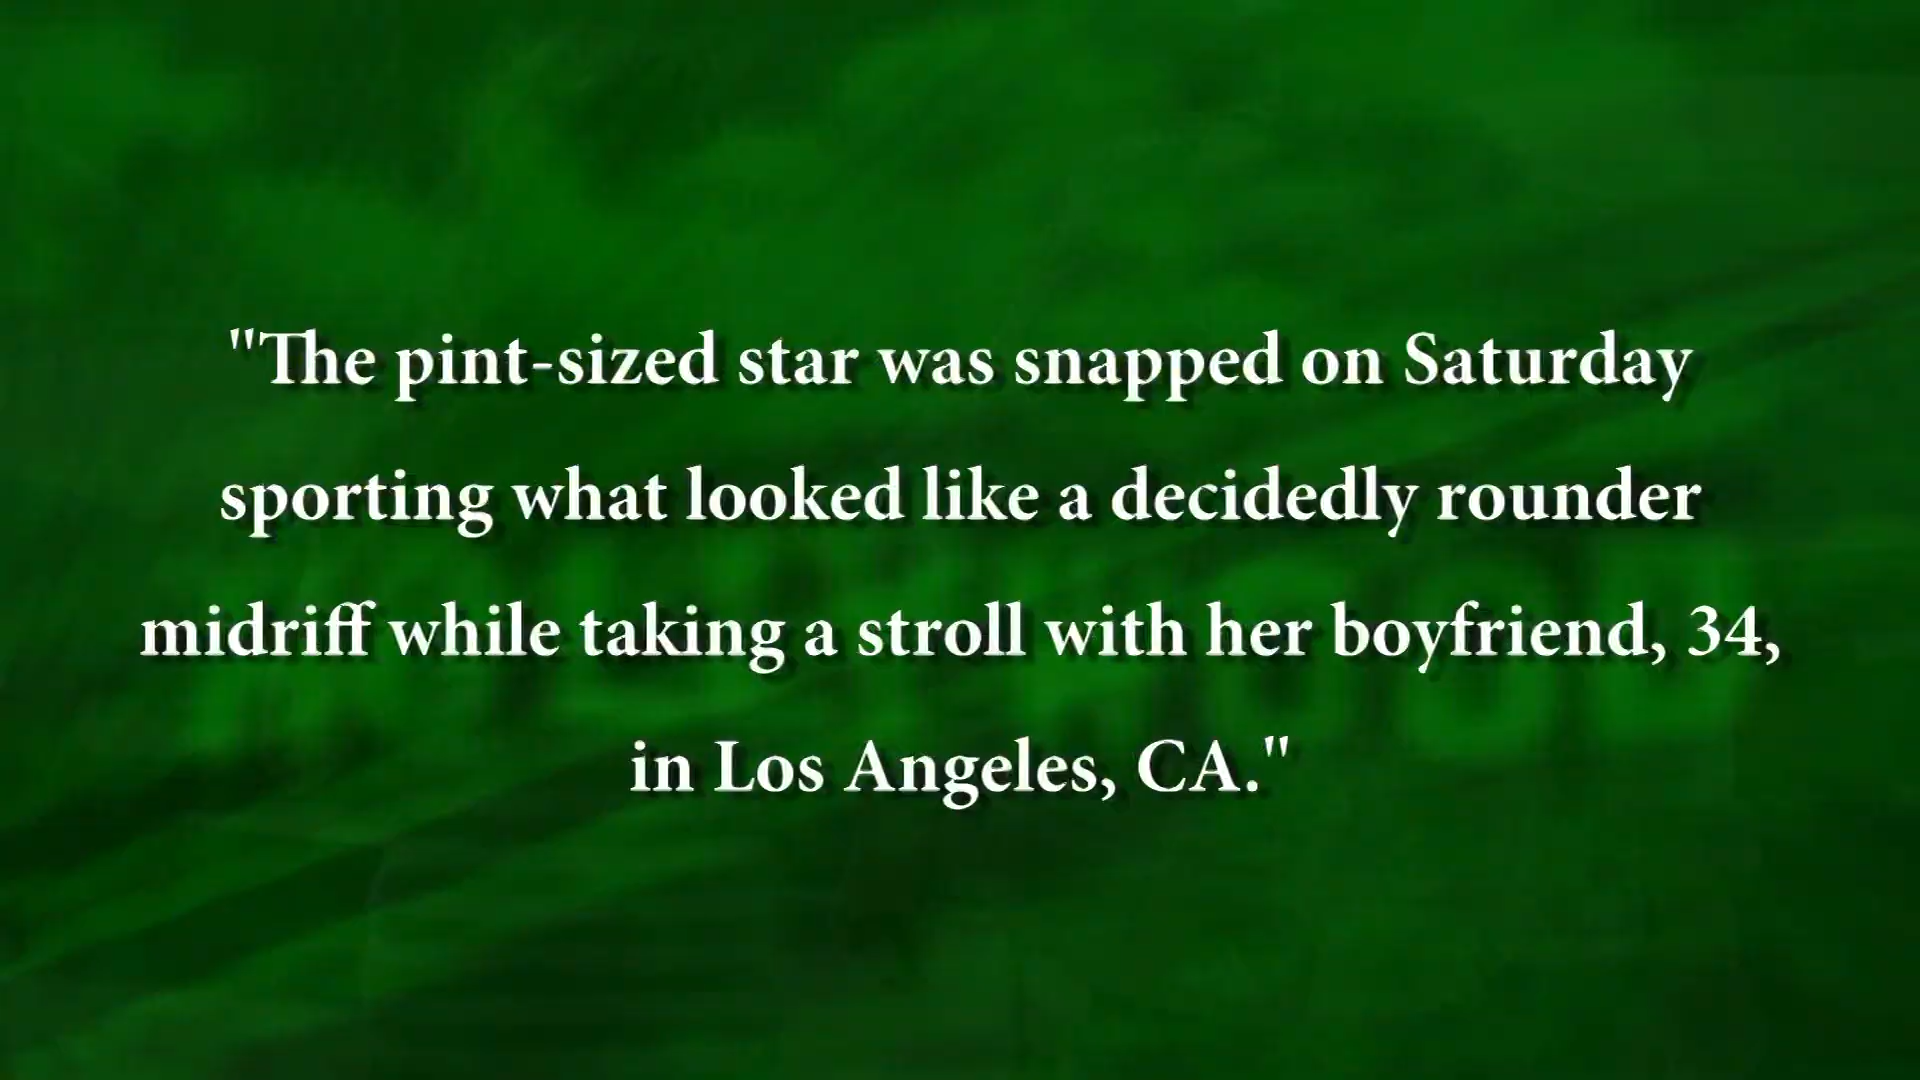 "The pint-sized star was snapped on Saturday
sporting what looked like a decidedly rounder
midriff while taking a stroll with her boyfriend, 34,
in Los Angeles, CA."